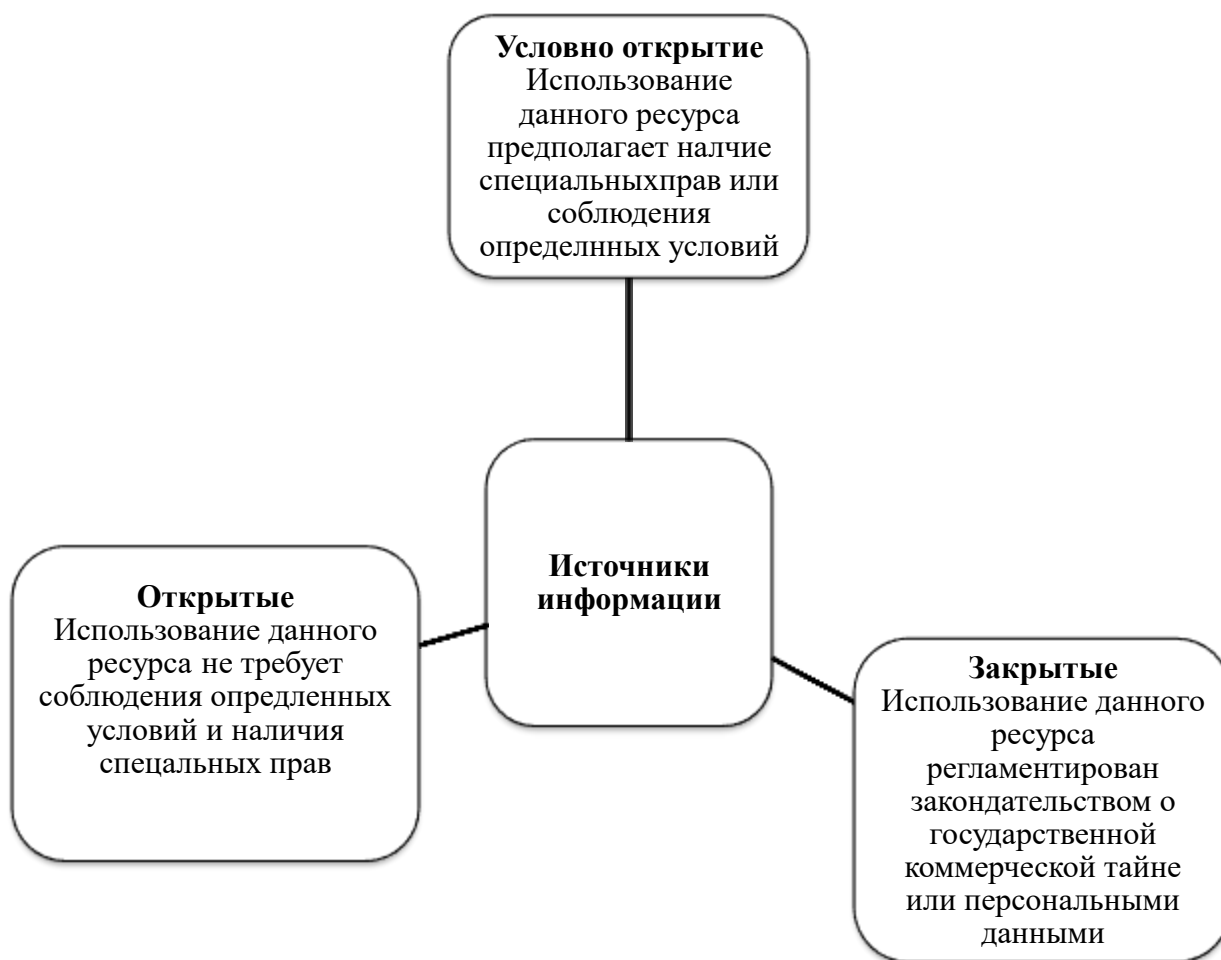 Условно открытие
Использование
данного ресурса
предполагает налчие
специальныхправ или
соблюдения
определнных условий
Источники
информации
Открытые
Использование данного
ресурса не требует
соблюдения опредленных
условий и наличия
спецальных прав
Закрытые
Использование данного
ресурса
регламентирован
закондательством о
государственной
коммерческой тайне
или персональными
данными